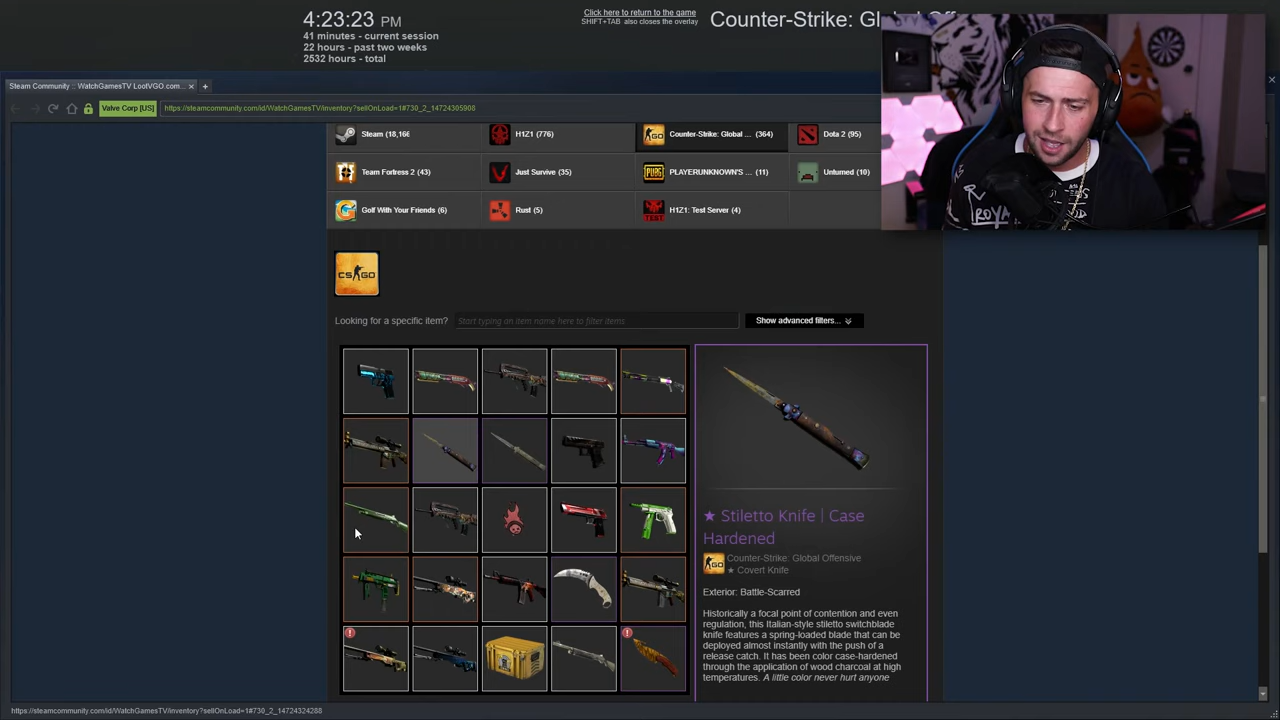 4:23:23 PM
41 minutes - current session
22 hours - past two weeks
2532 hours - total
Click here to return to the game
SHIFT+TAB also closes the overlay
Counter-Strike: Global Off
Steam Community :: WatchGamesTV LootVGO.com...
Valve Corp [US]
https://steamcommunity.com/id/WatchGamesTV/inventory?sellOnLoad=1#730_2_14724305908
Steam (18,166
H1Z1 (776)
Counter-Strike: Global ... (364)
Dota 2 (95)
Team Fortress 2 (43)
Just Survive (35)
PLAYERUNKNOWN'S ... (11)
Unturned (10)
Golf With Your Friends (6)
Rust (5)
H1Z1: Test Server (4)
CS GO
Looking for a specific item?
Start typing an item name here to filter items
Show advanced filters...
★ Stiletto Knife | Case
Hardened
Counter-Strike: Global Offensive
★ Covert Knife
Exterior: Battle-Scarred
Historically a focal point of contention and even
regulation, this Italian-style stiletto switchblade
knife features a spring-loaded blade that can be
deployed almost instantly with the push of a
release catch. It has been color case-hardened
through the application of wood charcoal at high
temperatures. A little color never hurt anyone
https://steamcommunity.com/id/WatchGamesTV/inventory?sellOnLoad=1#730_2_14724324288